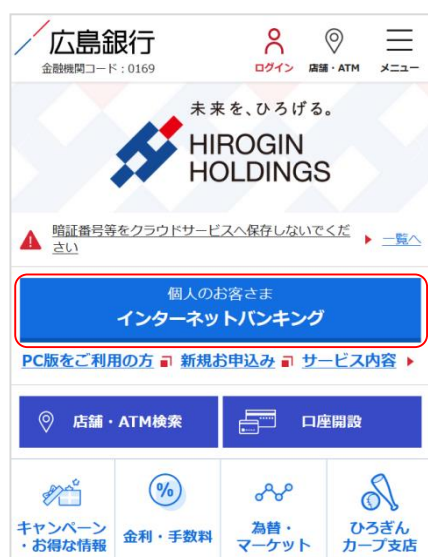 広島銀行
金融機関コード：0169
ログイン
店舗・ATM
メニュー
未来を、ひろげる。
HIROGIN
HOLDINGS
暗証番号等をクラウドサービスへ保存しないでくだ
さい
一覧へ
個人のお客さま
インターネットバンキング
PC版をご利用の方 新規お申込み サービス内容
店舗・ATM検索
口座開設
%
キャンペーン
・お得な情報
金利・手数料
為替・
マーケット
ひろぎん
カープ支店